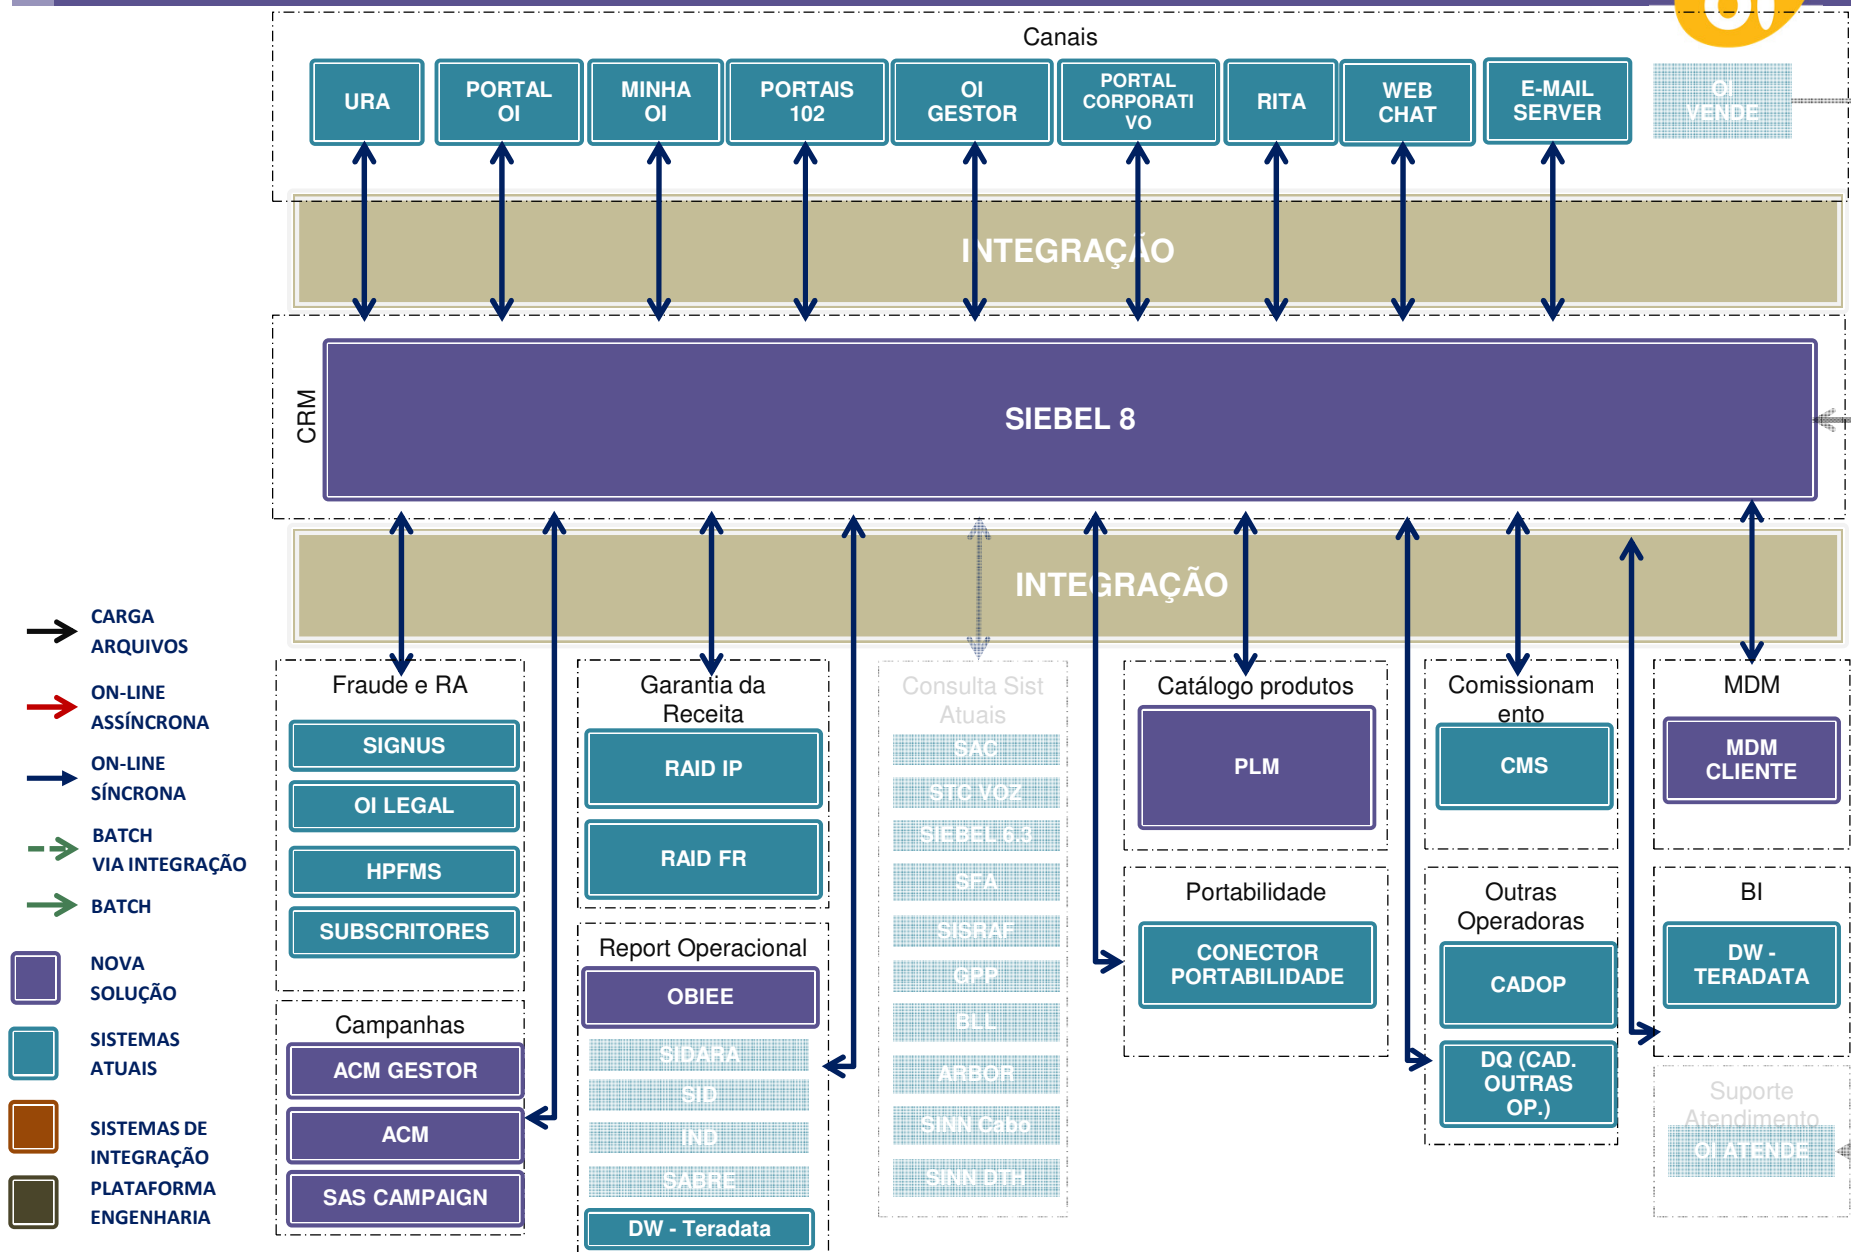 oi
Canais
URA
PORTAL
OI
MINHA
OI
PORTAIS
102
OI
GESTOR
PORTAL
CORPORATI
VO
RITA
WEB
CHAT
E-MAIL
SERVER
OI
VENDE
INTEGRAÇÃO
CRM
SIEBEL 8
INTEGRAÇÃO
CARGA
ARQUIVOS
ON-LINE
ASSÍNCRONA
ON-LINE
SÍNCRONA
BATCH
VIA INTEGRAÇÃO
BATCH
NOVA
SOLUÇÃO
SISTEMAS
ATUAIS
SISTEMAS DE
INTEGRAÇÃO
PLATAFORMA
ENGENHARIA
Fraude e RA
SIGNUS
OI LEGAL
HPFMS
SUBSCRITORES
Campanhas
ACM GESTOR
ACM
SAS CAMPAIGN
Garantia da
Receita
RAID IP
RAID FR
Report Operacional
OBIEE
SIDARA
SID
IND
SABRE
DW - Teradata
Consulta Sist
Atuais
SAC
STC VOZ
SIEBEL 6.3
SFA
SISRAF
GPP
BLL
ARBOR
SINN Cabo
SINN DTH
Catálogo produtos
PLM
Portabilidade
CONECTOR
PORTABILIDADE
Comissionam
ento
CMS
Outras
Operadoras
CADOP
DQ (CAD.
OUTRAS
OP.)
MDM
MDM
CLIENTE
BI
DW -
TERADATA
Suporte
Atendimento
OI ATENDE